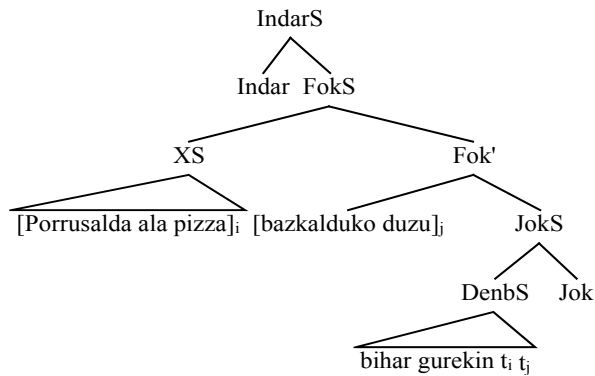 IndarS
Indar FokS
XS Fok'
[Porrusalda ala pizza]i [bazkalduko duzu]j JokS
DenbS Jok
bihar gurekin ti tj